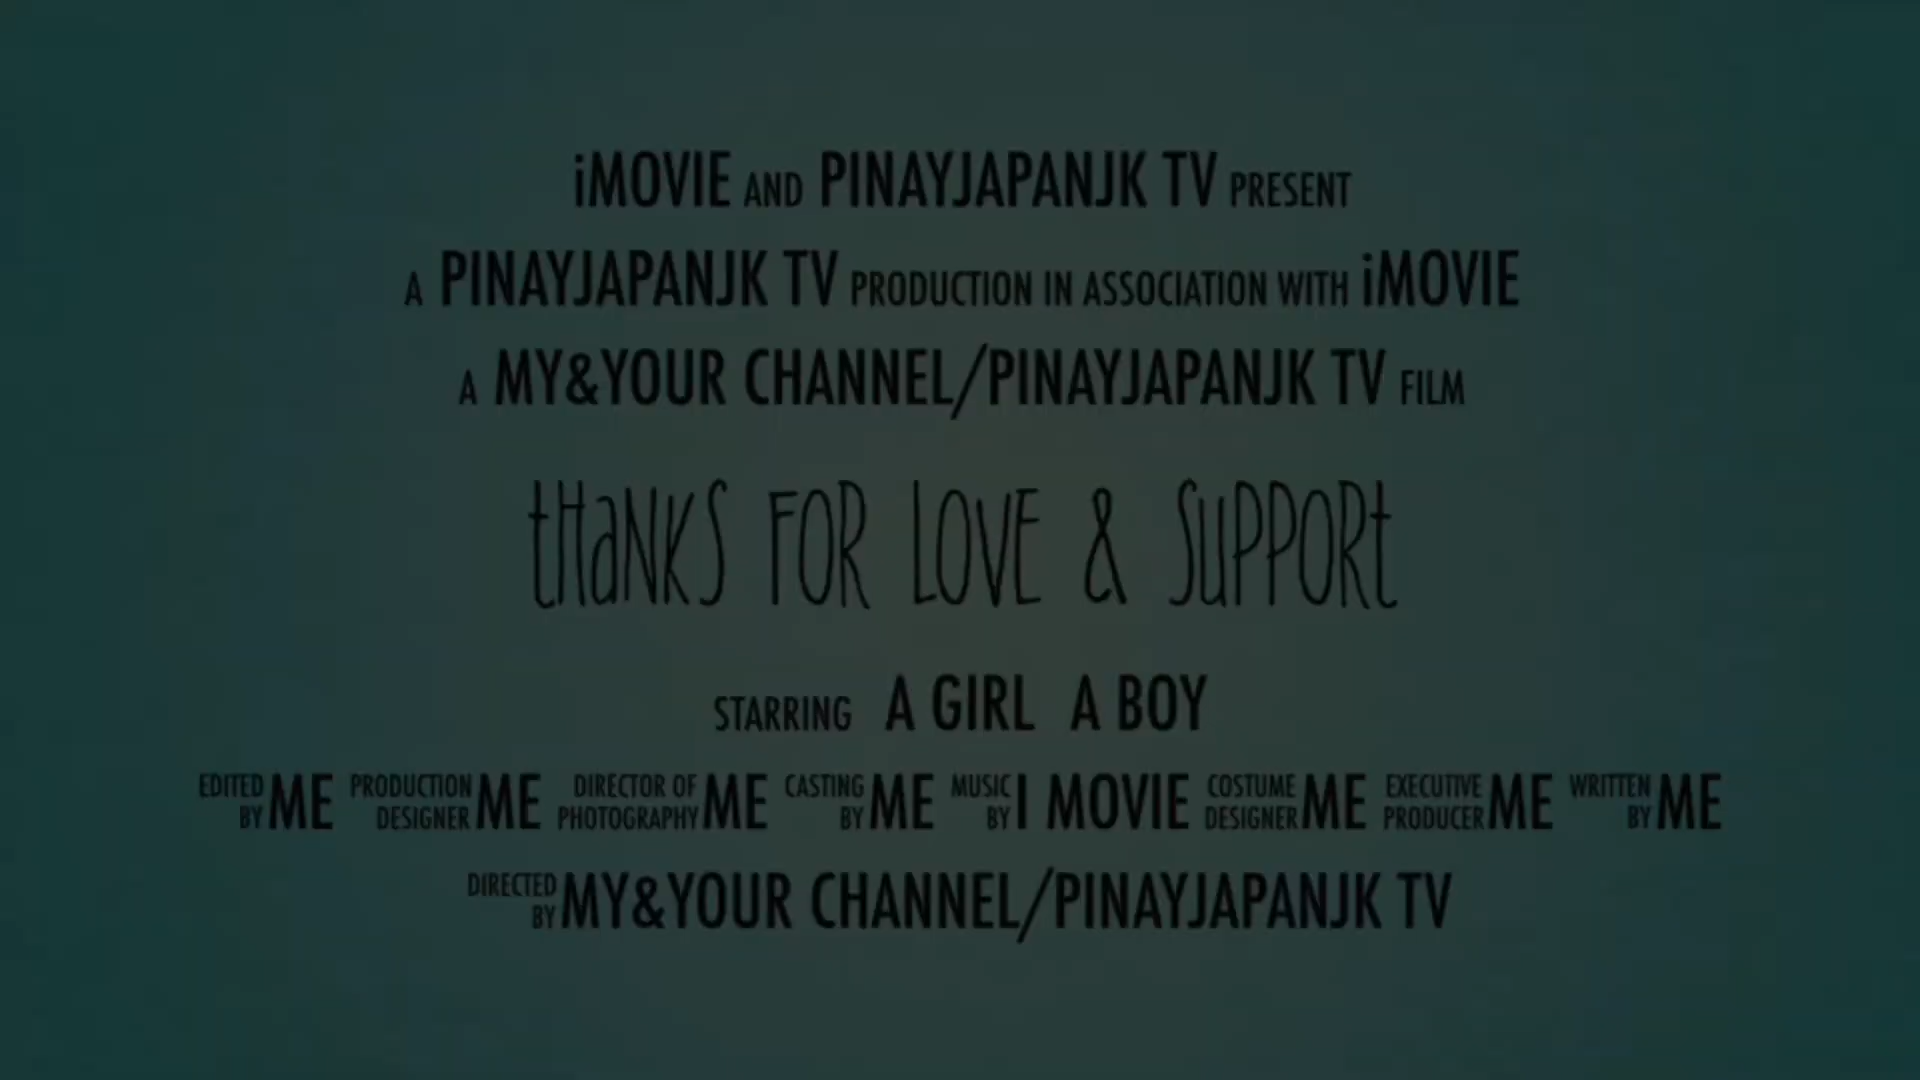 iMOVIE AND PINAYJAPANJK TV PRESENT
A PINAYJAPANJK TV PRODUCTION IN ASSOCIATION WITH iMOVIE
A MY&YOUR CHANNEL/PINAYJAPANJK TV FILM
tHaNKS FOR LOVE & SuPPORt
STARRING A GIRL A BOY
EDITED BY ME PRODUCTION DESIGNER ME DIRECTOR OF PHOTOGRAPHY ME CASTING BY ME MUSIC BY I MOVIE COSTUME DESIGNER ME EXECUTIVE PRODUCER ME WRITTEN BY ME
DIRECTED BY MY&YOUR CHANNEL/PINAYJAPANJK TV